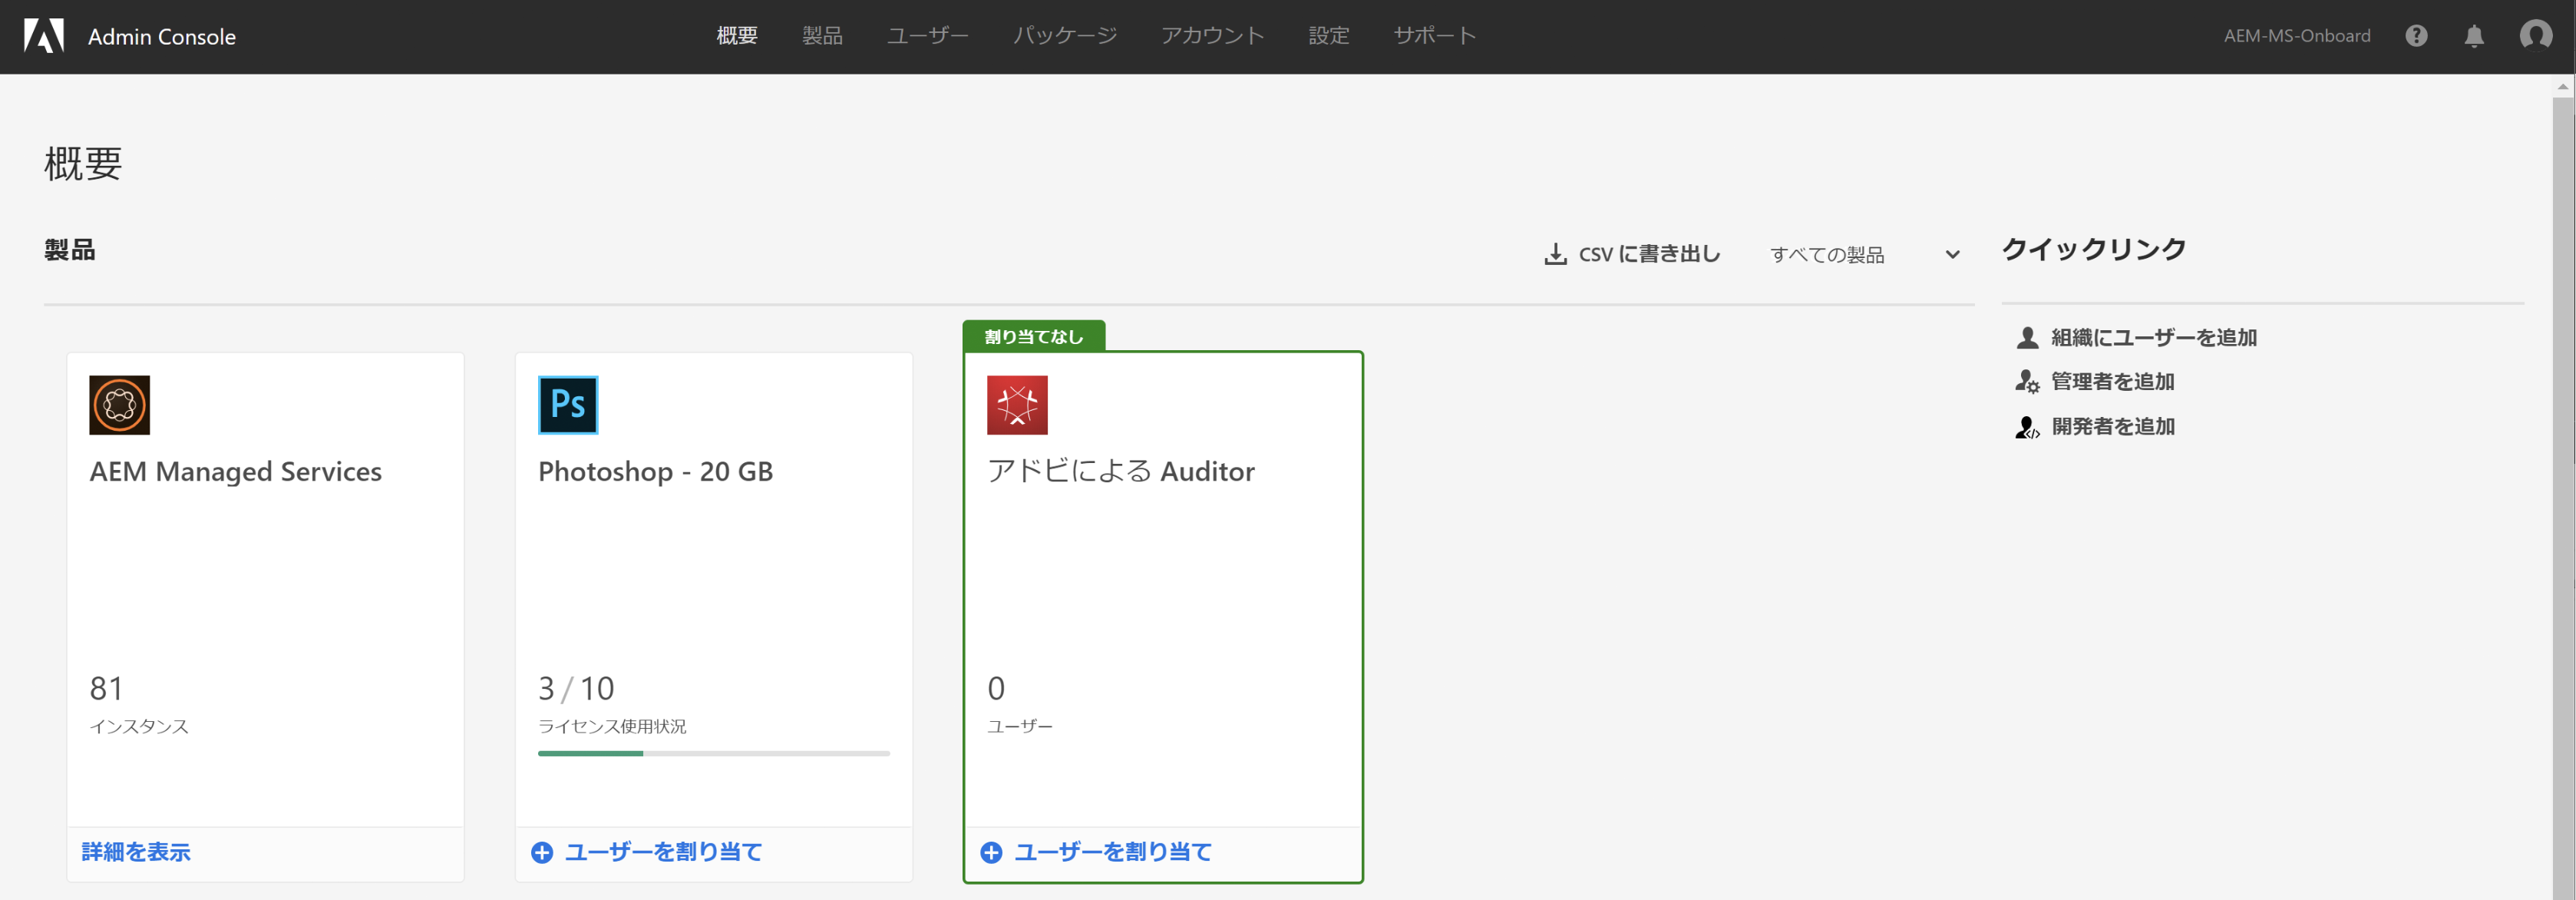 Admin Console
概要
製品
ユーザー
パッケージ
アカウント
設定
サポート
AEM-MS-Onboard
概要
製品
CSV に書き出し
すべての製品
クイックリンク
組織にユーザーを追加
管理者を追加
開発者を追加
AEM Managed Services
81
インスタンス
詳細を表示
Ps
Photoshop - 20 GB
3 / 10
ライセンス使用状況
ユーザーを割り当て
割り当てなし
アドビによる Auditor
0
ユーザー
ユーザーを割り当て